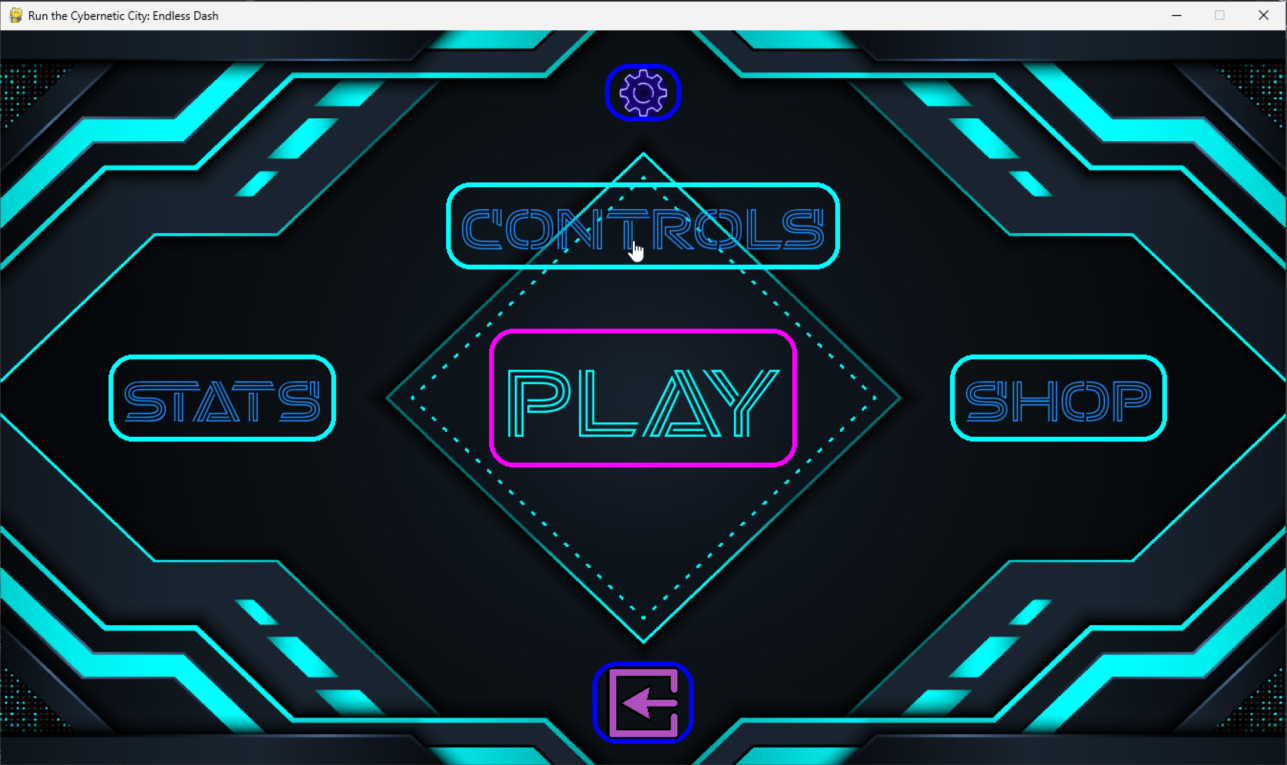 Run the Cybernetic City: Endless Dash
CONTROLS
STATS
PLAY
SHOP